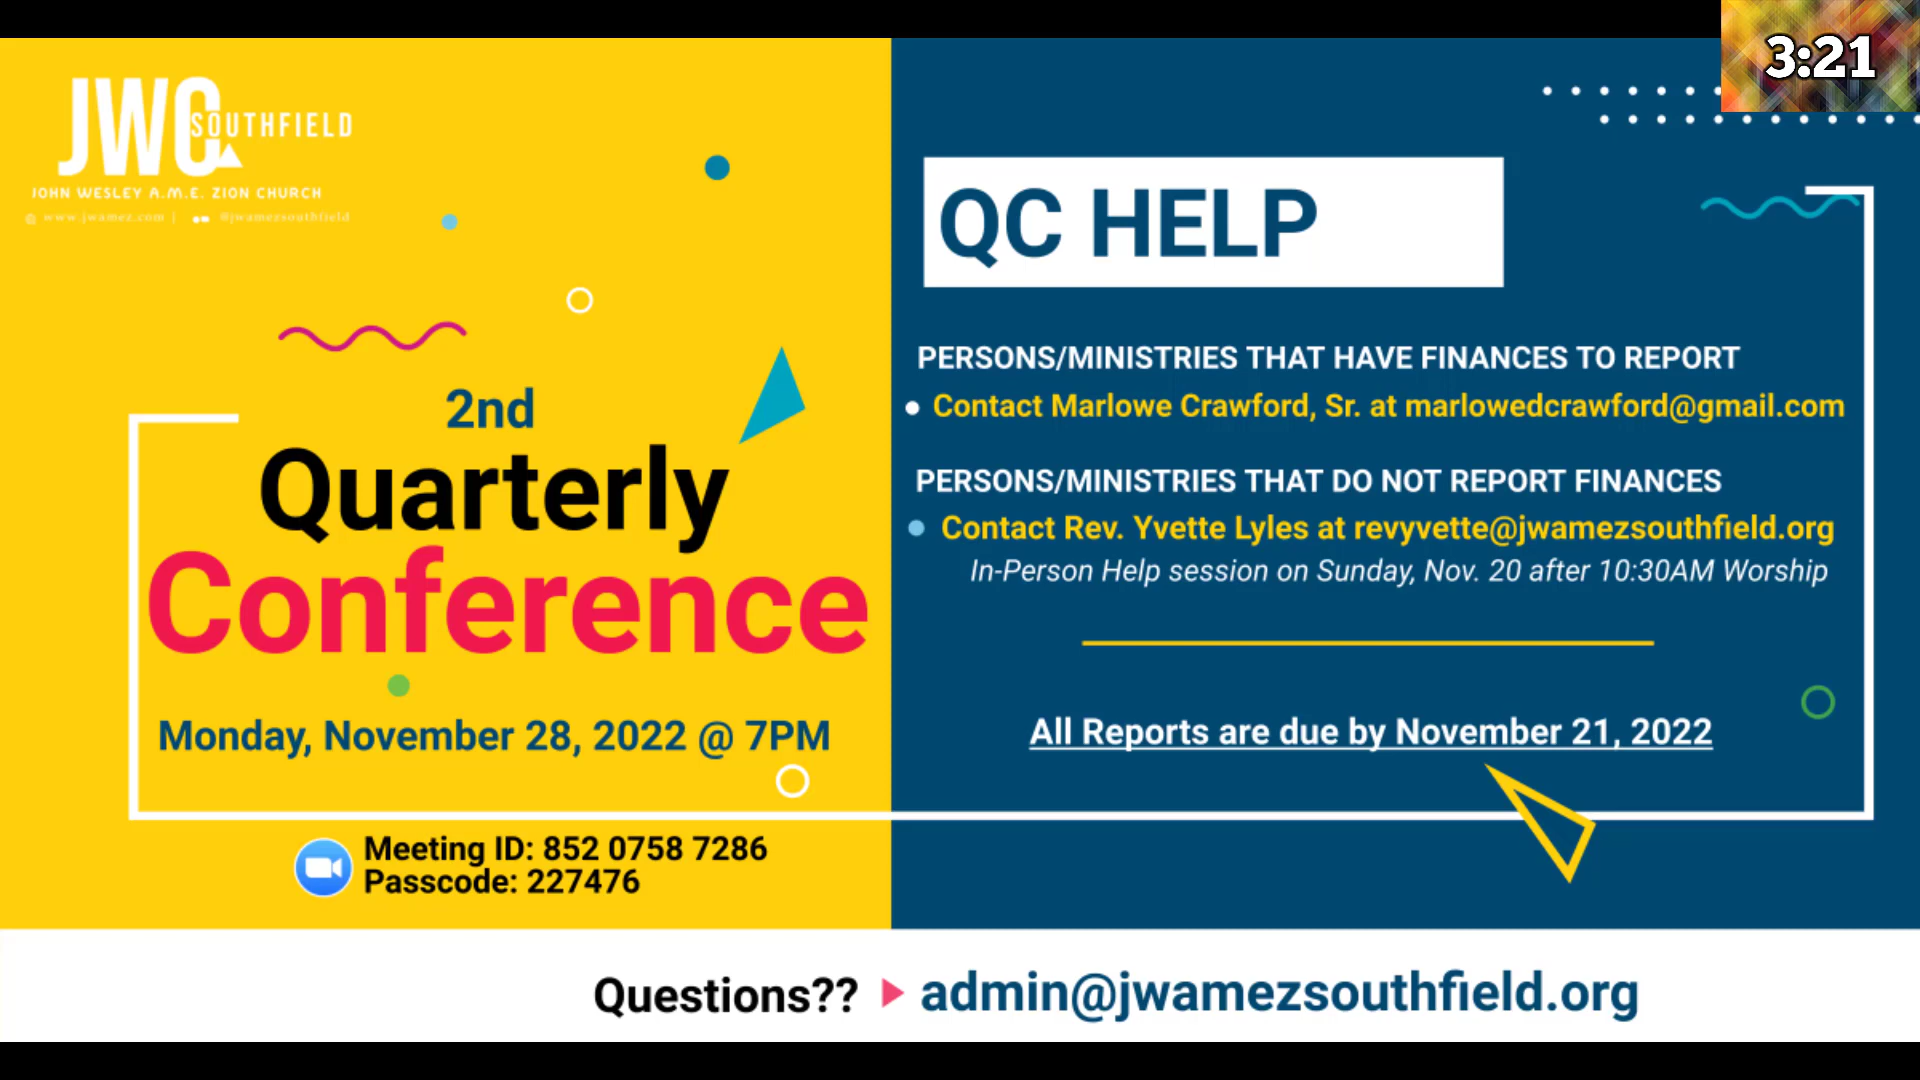 3:21
JWC
SOUTHFIELD
JOHN WESLEY A.M.E. ZION CHURCH
www.jwamez.com | @jwamezsouthfield
2nd
Quarterly
Conference
Monday, November 28, 2022 @ 7PM
Meeting ID: 852 0758 7286
Passcode: 227476
QC HELP
PERSONS/MINISTRIES THAT HAVE FINANCES TO REPORT
Contact Marlowe Crawford, Sr. at marlowedcrawford@gmail.com
PERSONS/MINISTRIES THAT DO NOT REPORT FINANCES
Contact Rev. Yvette Lyles at revyvette@jwamezsouthfield.org
In-Person Help session on Sunday, Nov. 20 after 10:30AM Worship
All Reports are due by November 21, 2022
Questions?? admin@jwamezsouthfield.org